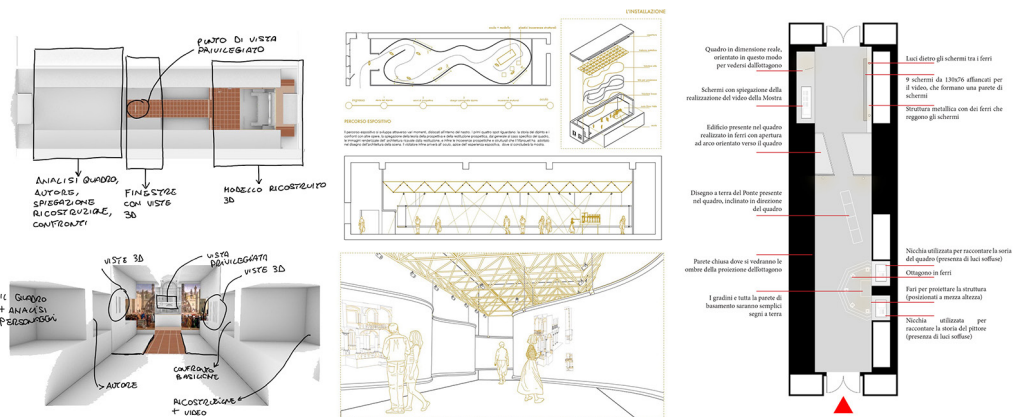 PUNTO DI VISTA
PRIVILEGIATO
ANALISI QUADRO,
AUTORE,
SPIEGAZIONE
RICOSTRUZIONE,
CONFRONTI
FINESTRE
CON VISTE
3D
MODELLO RICOSTRUITO
3D
VISTE 3D
VISTA
PRIVILEGIATA
VISTE 3D
IL QUADRO
+ ANALISI
PERSONAGGI
AUTORE
CONFRONTO
BASILICHE
RICOSTRUZIONE
+ VIDEO
L'INSTALLAZIONE
PERCORSO ESPOSITIVO
Quadro in dimensione reale,
orientato in questo modo
per vedersi dall'ottagono
Schermi con spiegazione della
realizzazione del video della Mostra
Edificio presente nel quadro
realizzato in ferri con apertura
ad arco orientato verso il quadro
Disegno a terra del Ponte presente
nel quadro, inclinato in direzione
del quadro
Parete chiusa dove si vedranno le
ombre della proiezione dell'ottagono
I gradini e tutta la parete di
basamento saranno semplici
segni a terra
Luci dietro gli schermi tra i ferri
9 schermi da 130x76 affiancati per
il video, che formano una parete di
schermi
Struttura metallica con dei ferri che
reggono gli schermi
Nicchia utilizzata per raccontare la soria
del quadro (presenza di luci soffuse)
Ottagono in ferri
Fari per proiettare la struttura
(posizionati a mezza altezza)
Nicchia utilizzata per
raccontare la storia del pittore
(presenza di luci soffuse)